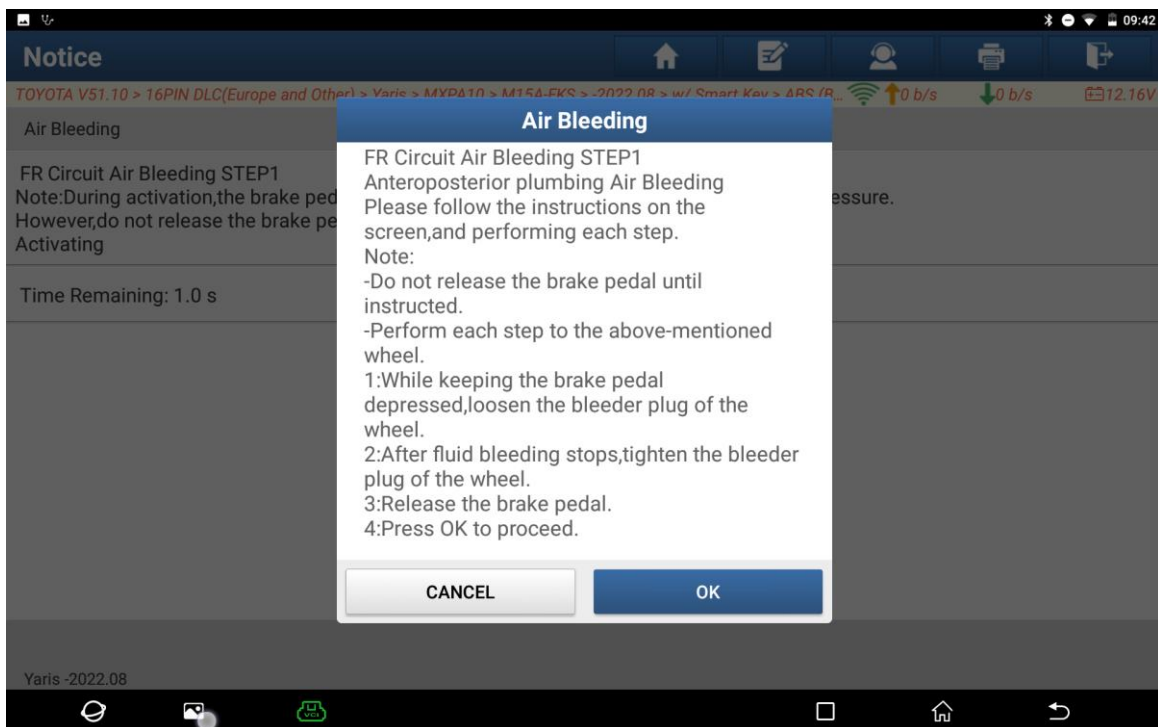 09:42
Notice
TOYOTA V51.10 > 16PIN DLC(Europe and Other) > Yaris > MXPA10 > M15A-FKS > -2022.08 > w/ Smart Key > ABS (B... 0 b/s 0 b/s 12.16V
Air Bleeding
FR Circuit Air Bleeding STEP1
Note:During activation,the brake ped
essure.
However,do not release the brake pe
Activating
Time Remaining: 1.0 s
Air Bleeding
FR Circuit Air Bleeding STEP1
Anteroposterior plumbing Air Bleeding
Please follow the instructions on the
screen,and performing each step.
Note:
-Do not release the brake pedal until
instructed.
-Perform each step to the above-mentioned
wheel.
1:While keeping the brake pedal
depressed,loosen the bleeder plug of the
wheel.
2:After fluid bleeding stops,tighten the bleeder
plug of the wheel.
3:Release the brake pedal.
4:Press OK to proceed.
CANCEL
OK
Yaris -2022.08
VCI